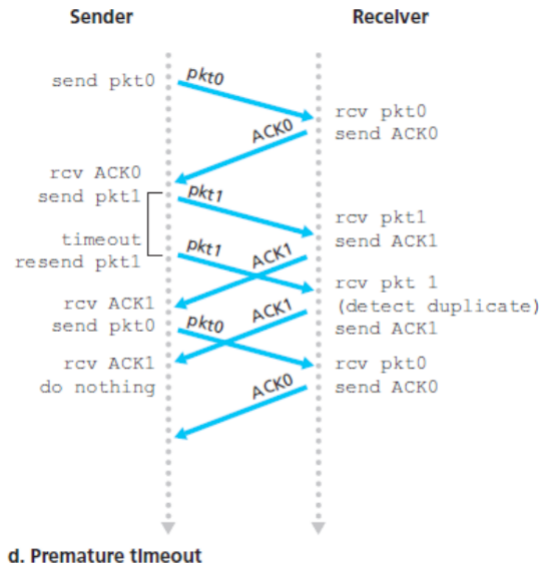 Sender
Receiver
send pkt0
pkt0
rcv pkt0
send ACK0
ACK0
rcv ACK0
send pkt1
pkt1
rcv pkt1
send ACK1
timeout
resend pkt1
pkt1
ACK1
rcv pkt 1
(detect duplicate)
send ACK1
rcv ACK1
send pkt0
pkt0
ACK1
rcv ACK1
do nothing
rcv pkt0
send ACK0
ACK0
d. Premature timeout